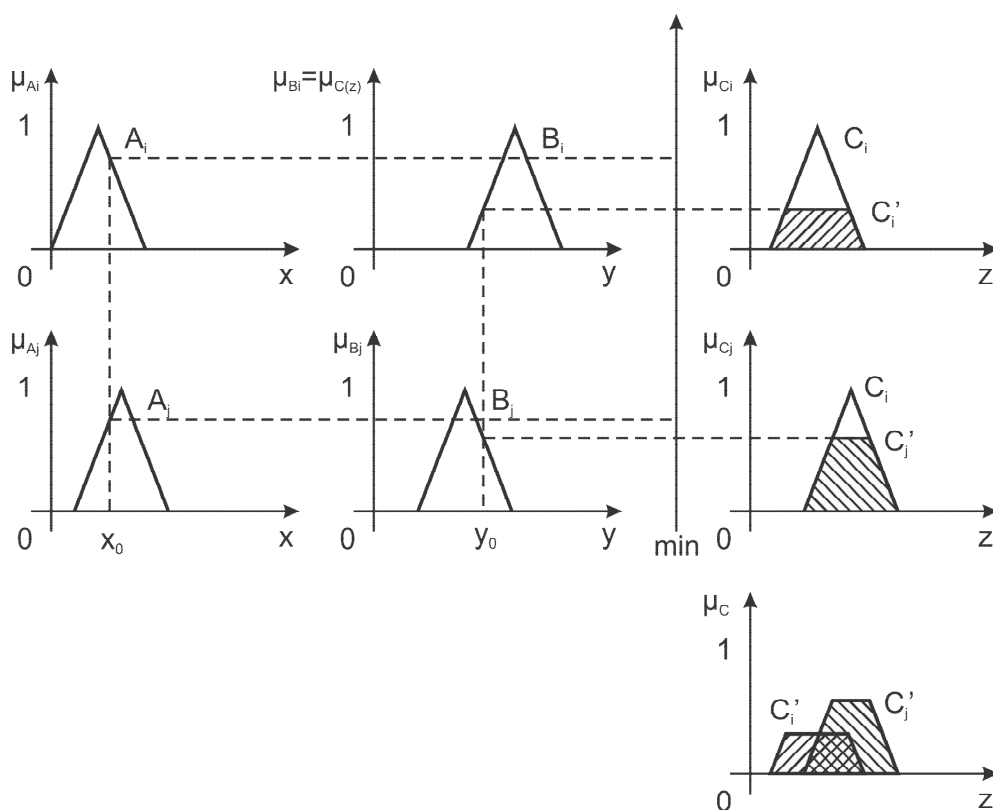 μAi
μBi=μC(z)
μCi
1
Ai
1
Bi
1
Ci
Ci’
0
x
0
y
0
z
μAj
μBj
μCj
1
Aj
1
Bj
1
Ci
Cj’
0
x0
x
0
y0
y
min
0
z
μC
1
Ci’
Cj’
0
z